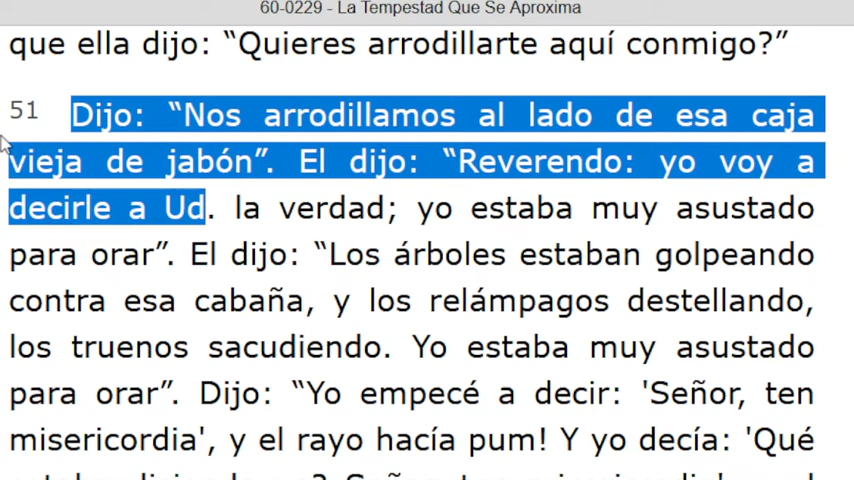 60-0229 - La Tempestad Que Se Aproxima
que ella dijo: “Quieres arrodillarte aquí conmigo?”
51 Dijo: “Nos arrodillamos al lado de esa caja
vieja de jabón”. El dijo: “Reverendo: yo voy a
decirle a Ud. la verdad; yo estaba muy asustado
para orar”. El dijo: “Los árboles estaban golpeando
contra esa cabaña, y los relámpagos destellando,
los truenos sacudiendo. Yo estaba muy asustado
para orar”. Dijo: “Yo empecé a decir: 'Señor, ten
misericordia', y el rayo hacía pum! Y yo decía: 'Qué